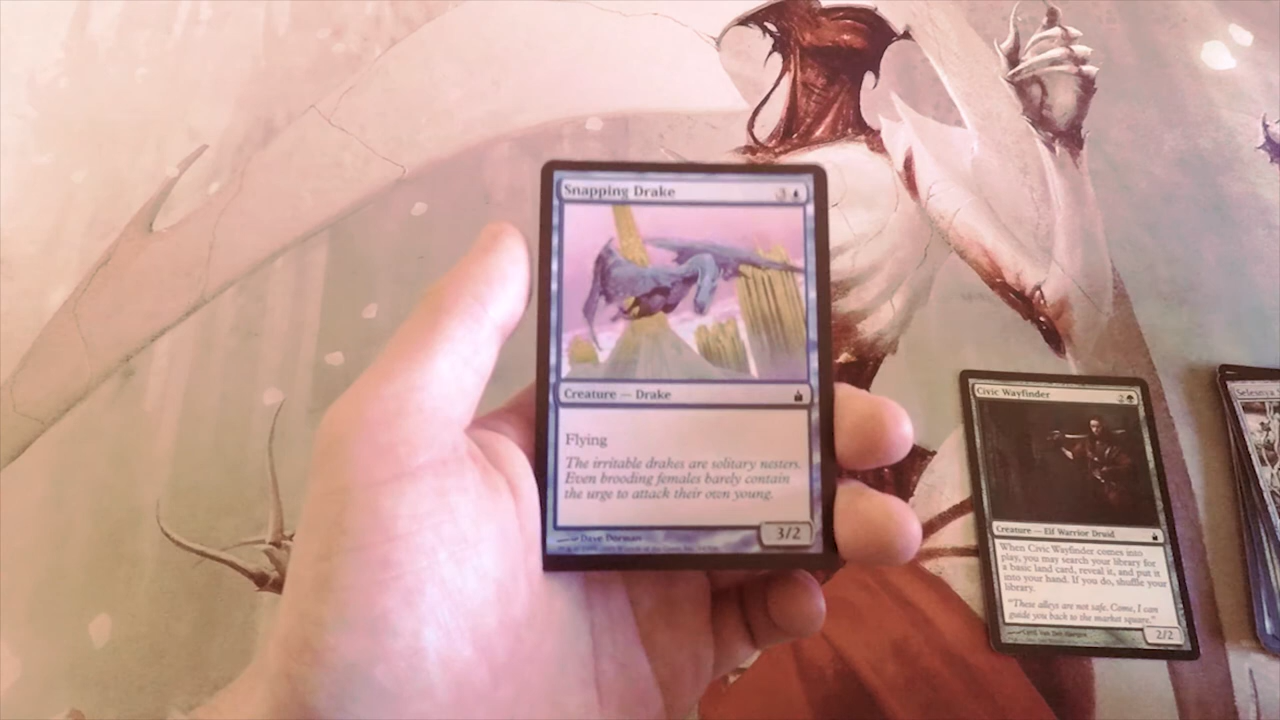 Snapping Drake 3
Creature — Drake
Flying
The irritable drakes are solitary nesters.
Even brooding females barely contain
the urge to attack their own young.
3/2
Dave Dorman
Civic Wayfinder 2
Creature — Elf Warrior Druid
When Civic Wayfinder comes into
play, you may search your library for
a basic land card, reveal it, and put it
into your hand. If you do, shuffle your
library.
"These alleys are not safe. Come, I can
guide you back to the market square."
2/2
Selesnya